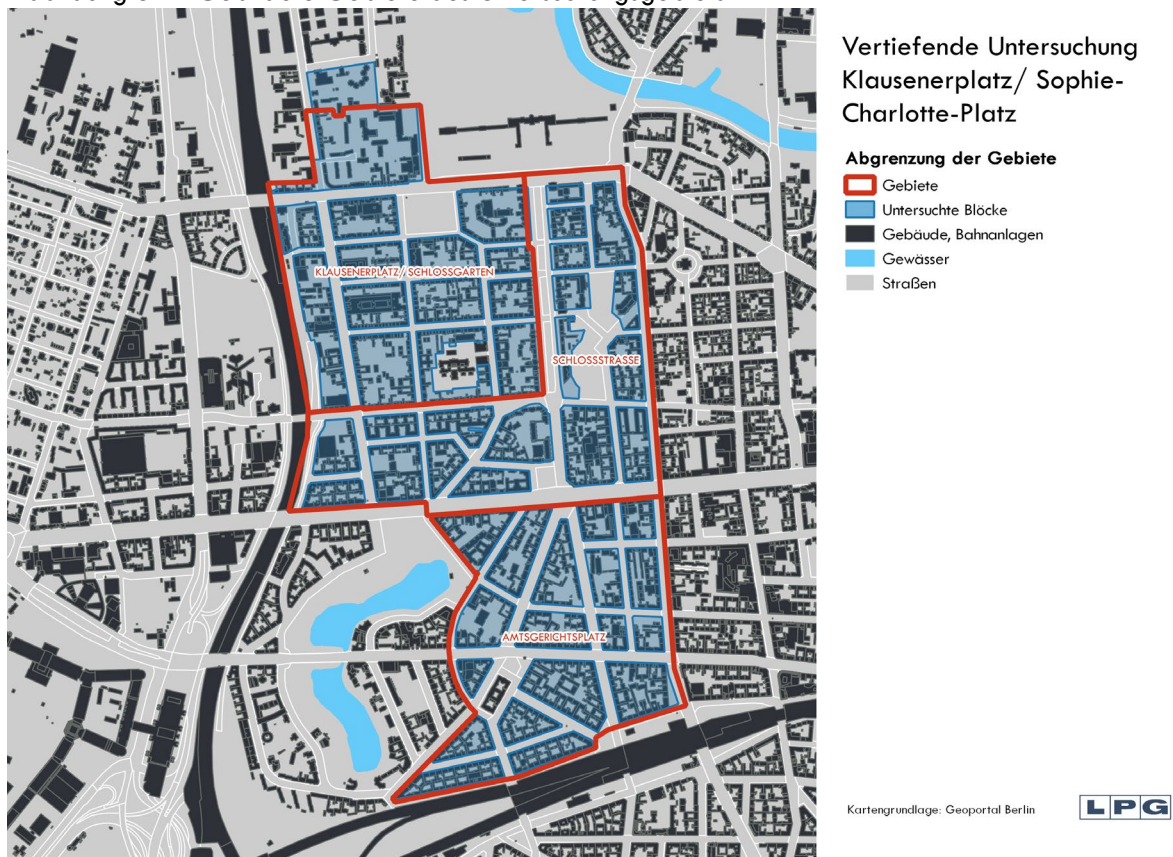 Vertiefende Untersuchung
Klausenerplatz/ Sophie-
Charlotte-Platz
Abgrenzung der Gebiete
Gebiete
Untersuchte Blöcke
Gebäude, Bahnanlagen
Gewässer
Straßen
KLAUSENERPLATZ/ SCHLOSSGARTEN
SCHLOSSSTRASSE
AMTSGERICHTSPLATZ
Kartengrundlage: Geoportal Berlin
LPG